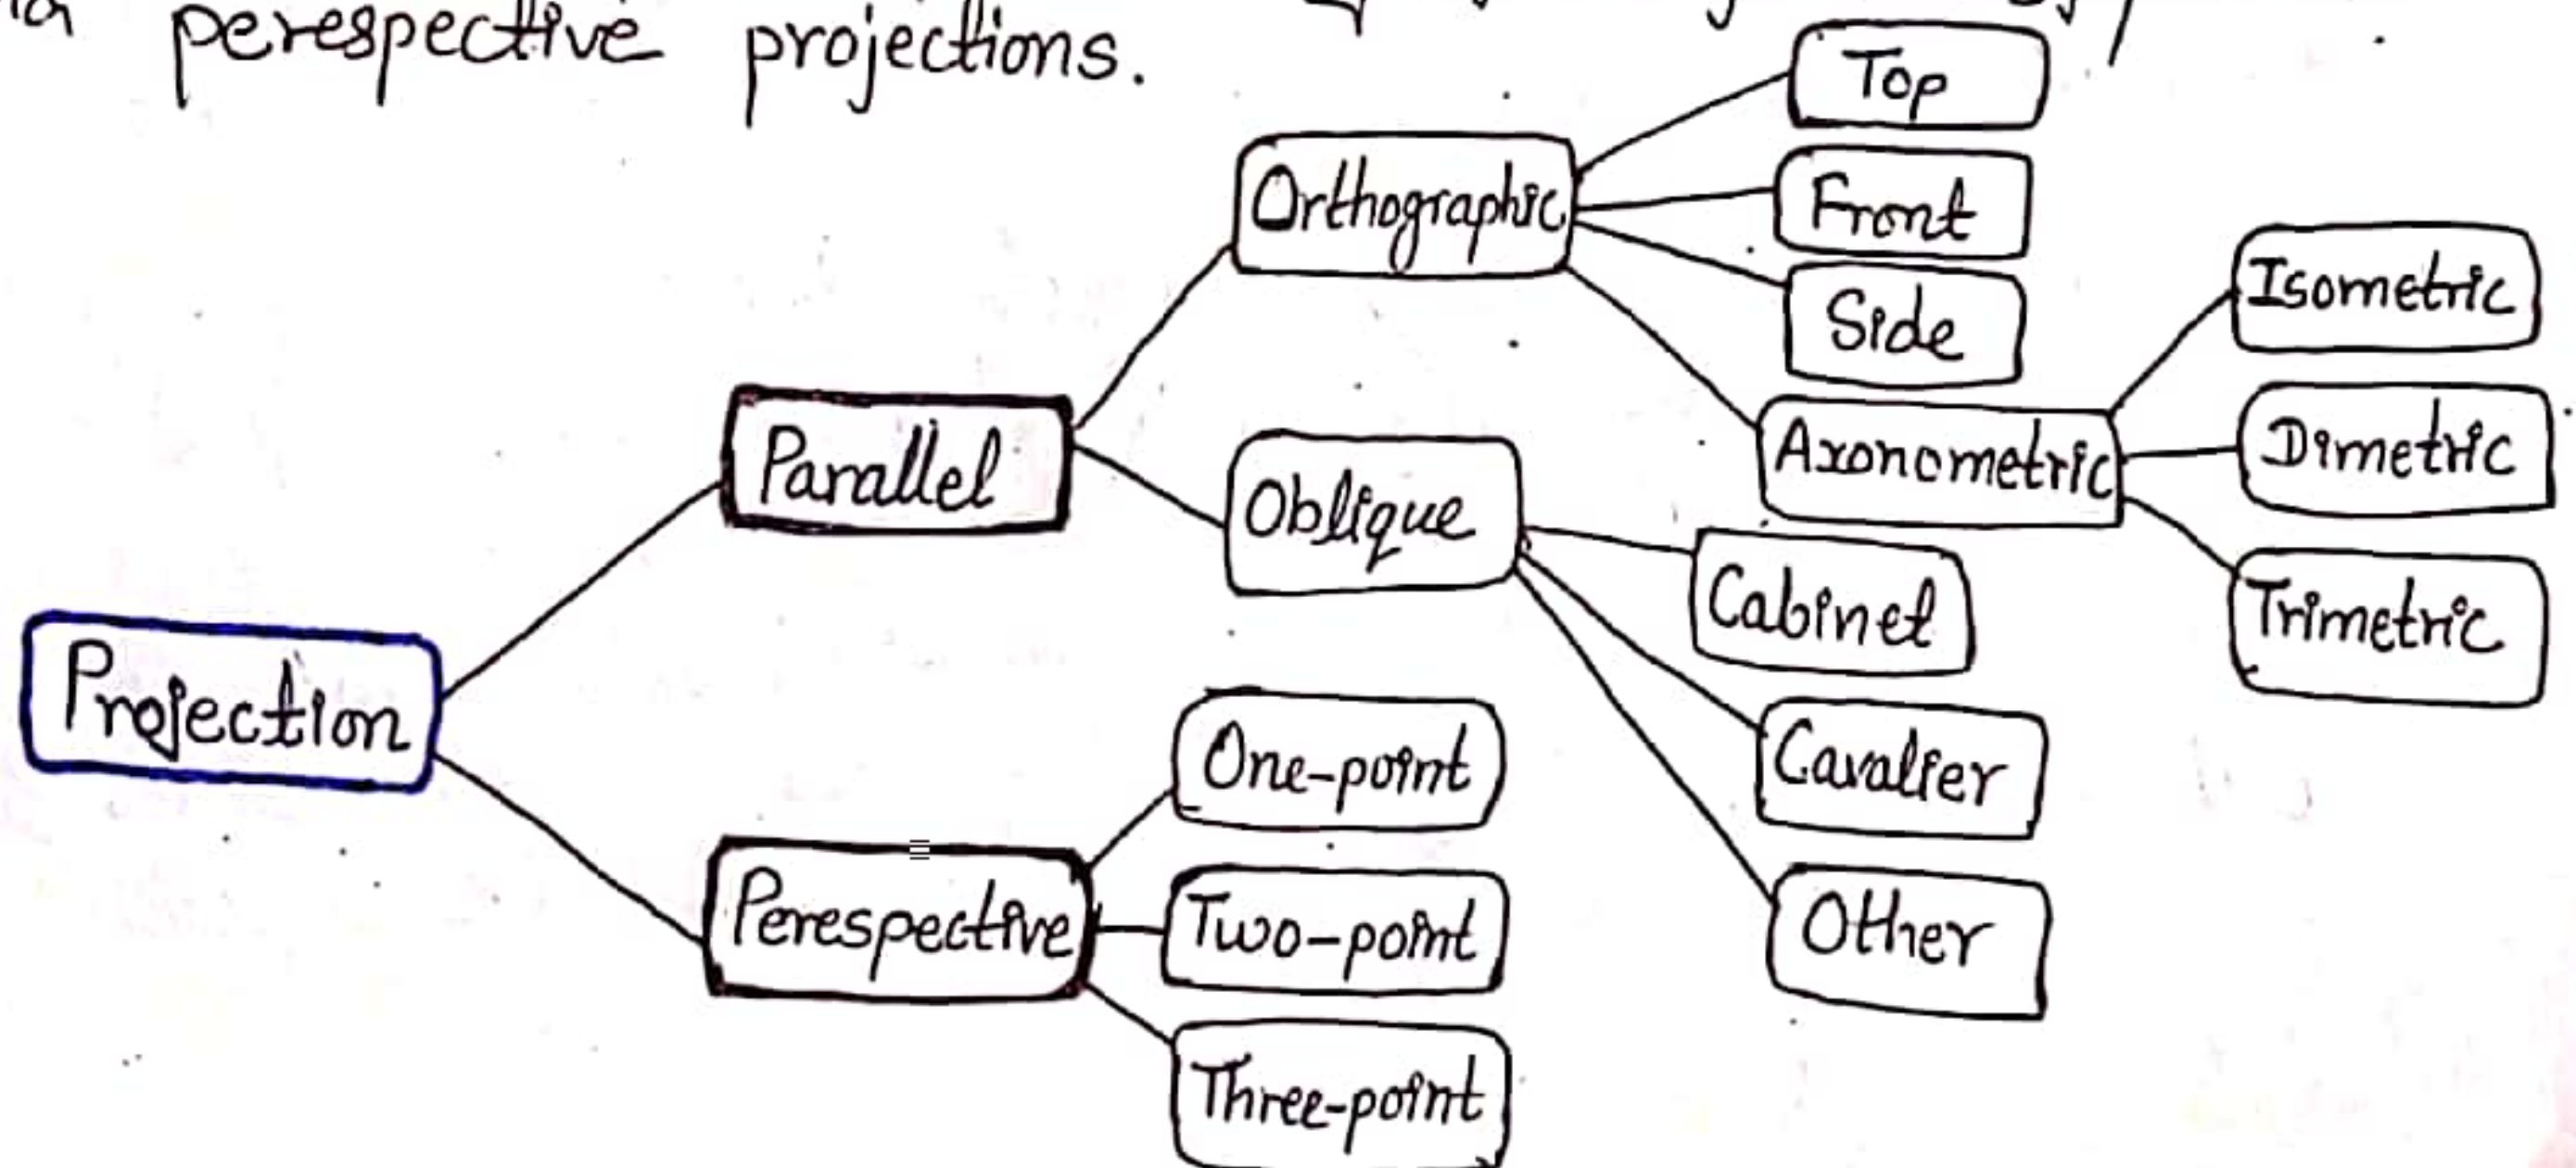 perespective projections.
Top
Orthographic
Front
Side
Isometric
Parallel
Axonometric
Dimetric
Oblique
Cabinet
Trimetric
Projection
One-point
Cavalier
Perespective
Two-point
Other
Three-point